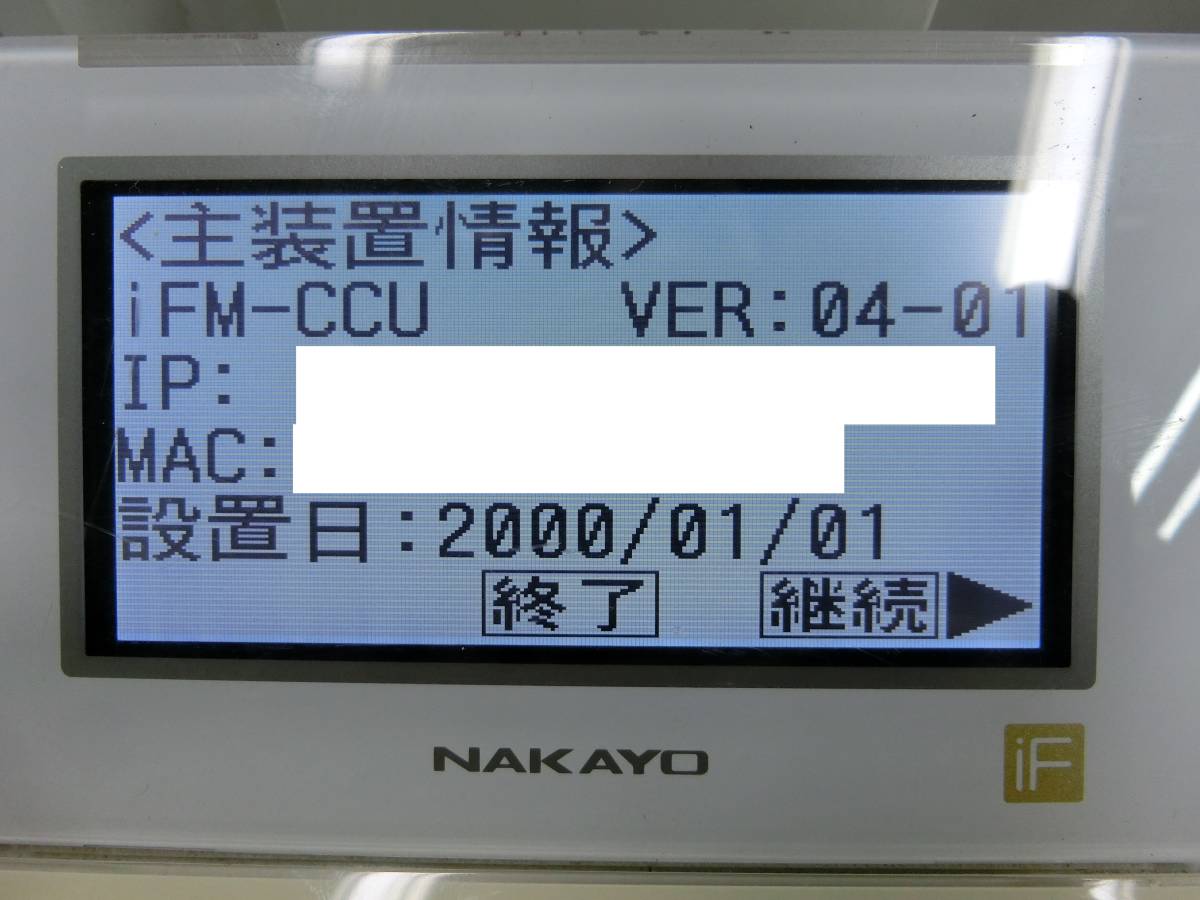 <主装置情報>
iFM-CCU VER:04-01
IP:
MAC:
設置日:2000/01/01
終了 継続
NAKAYO
iF